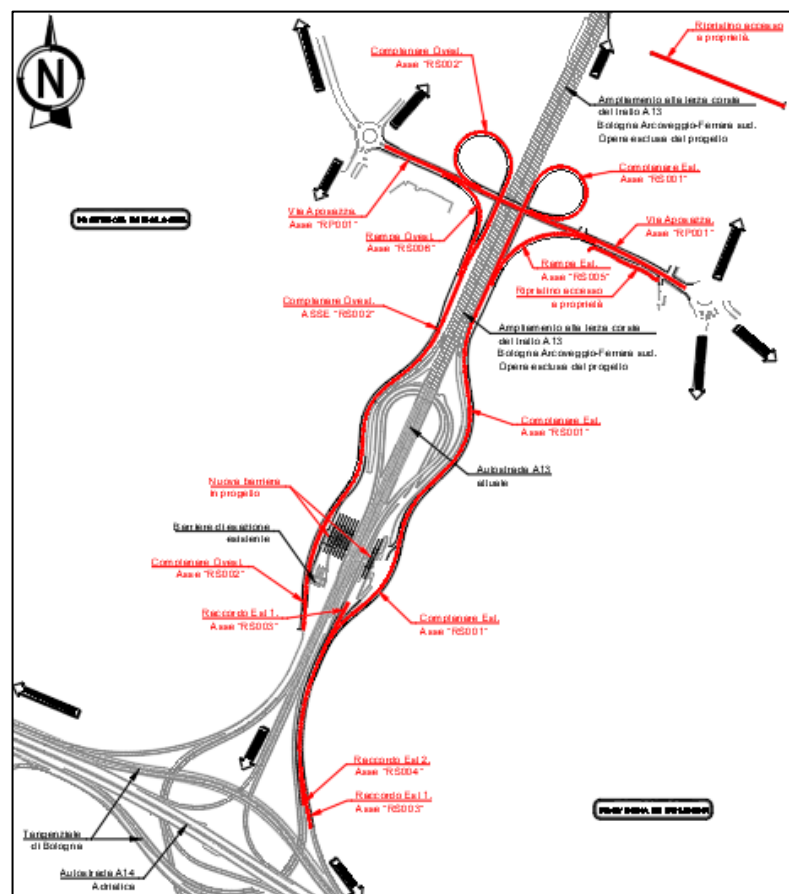 Ripristino accesso
a proprietà.
Complanare Ovest.
Asse "RS002"
N
Ampliamento alla terza corsia
del tratto A13
Bologna Arcoveggio-Ferrara sud.
Opera esclusa dal progetto
Complanare Est.
Asse "RS001"
Via Aposazza.
Asse "RP001"
Via Aposazza.
Asse "RP001"
Rampa Ovest.
Asse "RS006"
Rampa Est.
Asse "RS005"
Ripristino accesso
a proprietà
Complanare Ovest.
ASSE "RS002"
Ampliamento alla terza corsia
del tratto A13
Bologna Arcoveggio-Ferrara sud.
Opera esclusa dal progetto
Complanare Est.
Asse "RS001"
Autostrada A13
attuale
Nuova barriera
in progetto
Barriera di esazione
esistente
Complanare Ovest.
Asse "RS002"
Raccordo Est 1.
Asse "RS003"
Complanare Est.
Asse "RS001"
Raccordo Est 2.
Asse "RS004"
Raccordo Est 1.
Asse "RS003"
Tangenziale
di Bologna
Autostrada A14
Adriatica